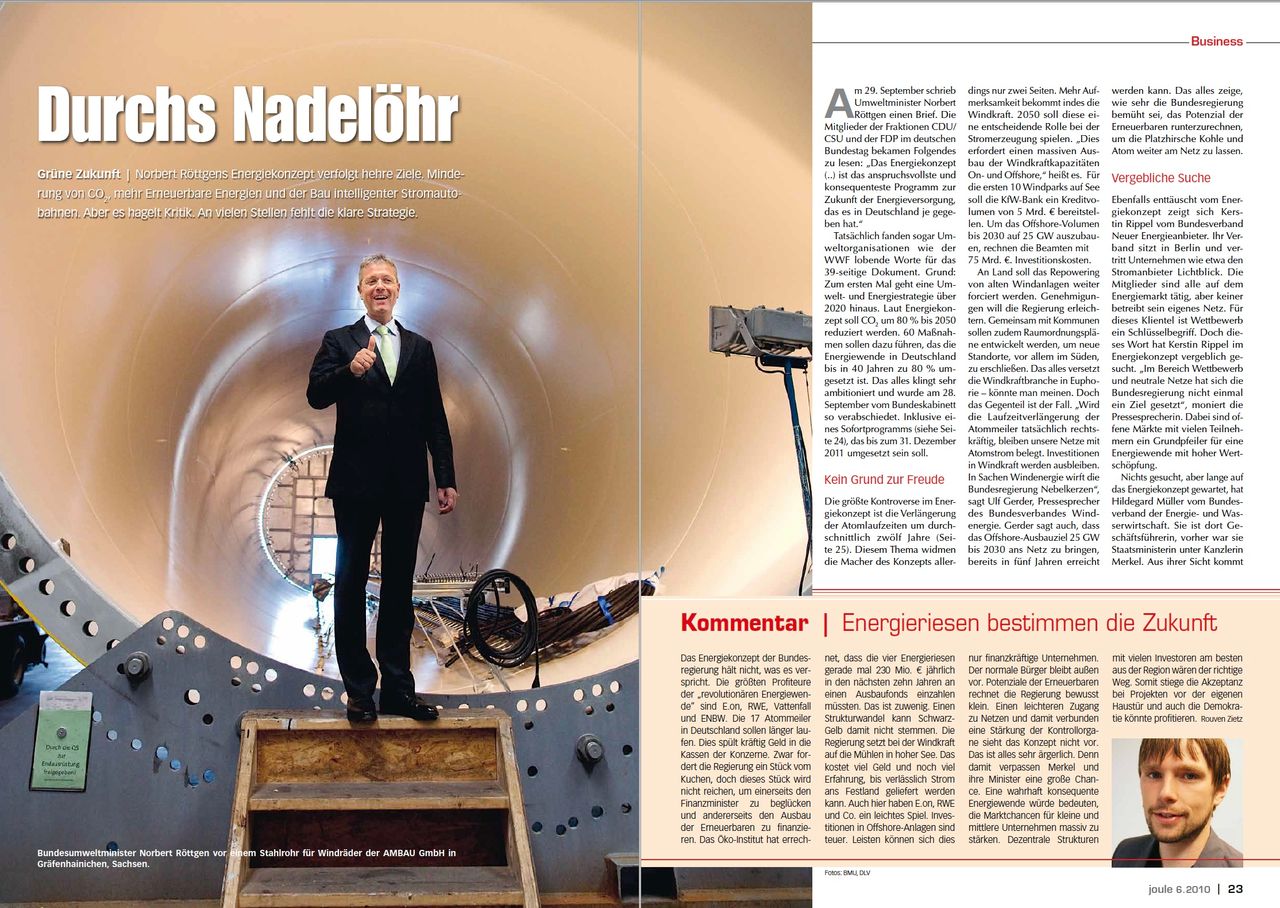 Durchs Nadelöhr
Grüne Zukunft | Norbert Röttgens Energiekonzept verfolgt hehre Ziele, Minde-
rung von CO2, mehr Erneuerbare Energien und der Bau intelligenter Stromauto-
bahnen. Aber es hagelt Kritik. An vielen Stellen fehlt die klare Strategie.
Durch die QS
zur
Endausrüstung
freigegeben!
Bundesumweltminister Norbert Röttgen vor einem Stahlrohr für Windräder der AMBAU GmbH in
Gräfenhainichen, Sachsen.
Business
Am 29. September schrieb
Umweltminister Norbert
Röttgen einen Brief. Die
Mitglieder der Fraktionen CDU/
CSU und der FDP im deutschen
Bundestag bekamen Folgendes
zu lesen: „Das Energiekonzept
(..) ist das anspruchsvollste und
konsequenteste Programm zur
Zukunft der Energieversorgung,
das es in Deutschland je gege-
ben hat.“
Tatsächlich fanden sogar Um-
weltorganisationen wie der
WWF lobende Worte für das
39-seitige Dokument. Grund:
Zum ersten Mal geht eine Um-
welt- und Energiestrategie über
2020 hinaus. Laut Energiekon-
zept soll CO2 um 80 % bis 2050
reduziert werden. 60 Maßnah-
men sollen dazu führen, das die
Energiewende in Deutschland
bis in 40 Jahren zu 80 % um-
gesetzt ist. Das alles klingt sehr
ambitioniert und wurde am 28.
September vom Bundeskabinett
so verabschiedet. Inklusive ei-
nes Sofortprogramms (siehe Sei-
te 24), das bis zum 31. Dezember
2011 umgesetzt sein soll.
Kein Grund zur Freude
Die größte Kontroverse im Ener-
giekonzept ist die Verlängerung
der Atomlaufzeiten um durch-
schnittlich zwölf Jahre (Sei-
te 25). Diesem Thema widmen
die Macher des Konzepts aller-
dings nur zwei Seiten. Mehr Auf-
merksamkeit bekommt indes die
Windkraft. 2050 soll diese ei-
ne entscheidende Rolle bei der
Stromerzeugung spielen. „Dies
erfordert einen massiven Aus-
bau der Windkraftkapazitäten
On- und Offshore,“ heißt es. Für
die ersten 10 Windparks auf See
soll die KfW-Bank ein Kreditvo-
lumen von 5 Mrd. € bereitstel-
len. Um das Offshore-Volumen
bis 2030 auf 25 GW auszubau-
en, rechnen die Beamten mit
75 Mrd. €. Investitionskosten.
An Land soll das Repowering
von alten Windanlagen weiter
forciert werden. Genehmigun-
gen will die Regierung erleich-
tern. Gemeinsam mit Kommunen
sollen zudem Raumordnungsplä-
ne entwickelt werden, um neue
Standorte, vor allem im Süden,
zu erschließen. Das alles versetzt
die Windkraftbranche in Eupho-
rie – könnte man meinen. Doch
das Gegenteil ist der Fall. „Wird
die Laufzeitverlängerung der
Atommeiler tatsächlich rechts-
kräftig, bleiben unsere Netze mit
Atomstrom belegt. Investitionen
in Windkraft werden ausbleiben.
In Sachen Windenergie wirft die
Bundesregierung Nebelkerzen“,
sagt Ulf Gerder, Pressesprecher
des Bundesverbandes Wind-
energie. Gerder sagt auch, dass
das Offshore-Ausbauziel 25 GW
bis 2030 ans Netz zu bringen,
bereits in fünf Jahren erreicht
werden kann. Das alles zeige,
wie sehr die Bundesregierung
bemüht sei, das Potenzial der
Erneuerbaren runterzurechnen,
um die Platzhirsche Kohle und
Atom weiter am Netz zu lassen.
Vergebliche Suche
Ebenfalls enttäuscht vom Ener-
giekonzept zeigt sich Kers-
tin Rippel vom Bundesverband
Neuer Energieanbieter. Ihr Ver-
band sitzt in Berlin und ver-
tritt Unternehmen wie etwa den
Stromanbieter Lichtblick. Die
Mitglieder sind alle auf dem
Energiemarkt tätig, aber keiner
betreibt sein eigenes Netz. Für
dieses Klientel ist Wettbewerb
ein Schlüsselbegriff. Doch die-
ses Wort hat Kerstin Rippel im
Energiekonzept vergeblich ge-
sucht. „Im Bereich Wettbewerb
und neutrale Netze hat sich die
Bundesregierung nicht einmal
ein Ziel gesetzt“, moniert die
Pressesprecherin. Dabei sind of-
fene Märkte mit vielen Teilneh-
mern ein Grundpfeiler für eine
Energiewende mit hoher Wert-
schöpfung.
Nichts gesucht, aber lange auf
das Energiekonzept gewartet, hat
Hildegard Müller vom Bundes-
verband der Energie- und Was-
serwirtschaft. Sie ist dort Ge-
schäftsführerin, vorher war sie
Staatsministerin unter Kanzlerin
Merkel. Aus ihrer Sicht kommt
Kommentar | Energieriesen bestimmen die Zukunft
Das Energiekonzept der Bundes-
regierung hält nicht, was es ver-
spricht. Die größten Profiteure
der „revolutionären Energiewen-
de“ sind E.on, RWE, Vattenfall
und ENBW. Die 17 Atommeiler
in Deutschland sollen länger lau-
fen. Dies spült kräftig Geld in die
Kassen der Konzerne. Zwar for-
dert die Regierung ein Stück vom
Kuchen, doch dieses Stück wird
nicht reichen, um einerseits den
Finanzminister zu beglücken
und andererseits den Ausbau
der Erneuerbaren zu finanzie-
ren. Das Öko-Institut hat errech-
net, dass die vier Energieriesen
gerade mal 230 Mio. € jährlich
in den nächsten zehn Jahren an
einen Ausbaufonds einzahlen
müssten. Das ist zuwenig. Einen
Strukturwandel kann Schwarz-
Gelb damit nicht stemmen. Die
Regierung setzt bei der Windkraft
auf die Mühlen in hoher See. Das
kostet viel Geld und noch viel
Erfahrung, bis verlässlich Strom
ans Festland geliefert werden
kann. Auch hier haben E.on, RWE
und Co. ein leichtes Spiel. Inves-
titionen in Offshore-Anlagen sind
teuer. Leisten können sich dies
nur finanzkräftige Unternehmen.
Der normale Bürger bleibt außen
vor. Potenziale der Erneuerbaren
rechnet die Regierung bewusst
klein. Einen leichteren Zugang
zu Netzen und damit verbunden
eine Stärkung der Kontrollorga-
ne sieht das Konzept nicht vor.
Das ist alles sehr ärgerlich. Denn
damit verpassen Merkel und
ihre Minister eine große Chan-
ce. Eine wahrhaft konsequente
Energiewende würde bedeuten,
die Marktchancen für kleine und
mittlere Unternehmen massiv zu
stärken. Dezentrale Strukturen
mit vielen Investoren am besten
aus der Region wären der richtige
Weg. Somit stiege die Akzeptanz
bei Projekten vor der eigenen
Haustür und auch die Demokra-
tie könnte profitieren. Rouven Zietz
Fotos: BMU, DLV
joule 6.2010 | 23